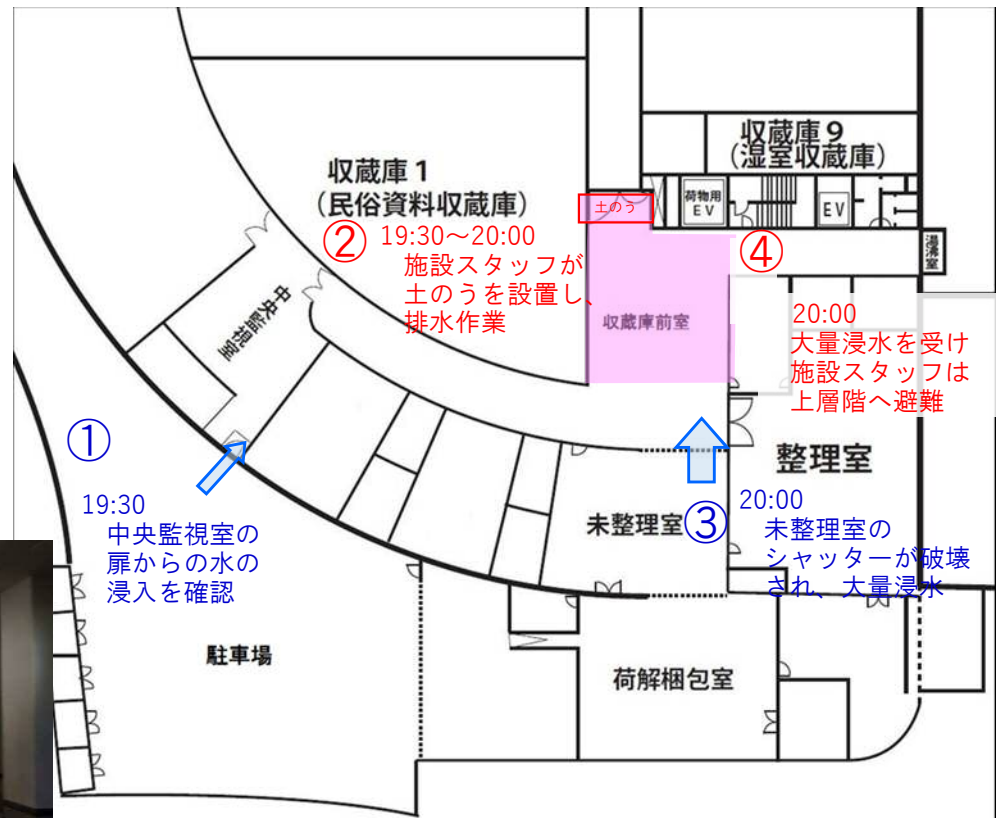 収蔵庫９
（湿室収蔵庫）
収蔵庫１
（民俗資料収蔵庫）
荷物用
ＥＶ
ＥＶ
土のう
湯沸室
②
19:30～20:00
施設スタッフが
土のうを設置し、
排水作業
④
20:00
大量浸水を受け
施設スタッフは
上層階へ避難
収蔵庫前室
中央監視室
①
19:30
中央監視室の
扉からの水の
浸入を確認
整理室
未整理室
③
20:00
未整理室の
シャッターが破壊
され、大量浸水
駐車場
荷解梱包室